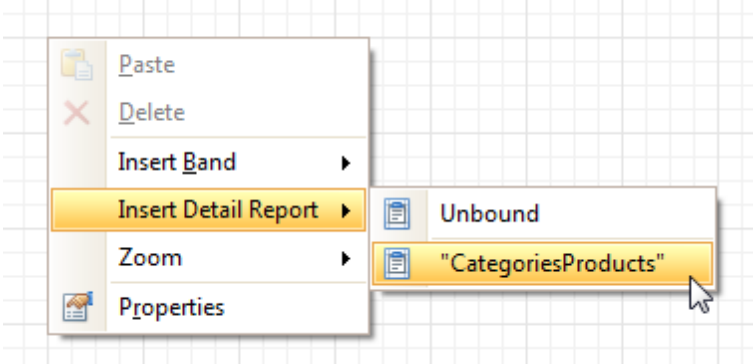 Paste
Delete
Insert Band
Insert Detail Report
Unbound
Zoom
"CategoriesProducts"
Properties